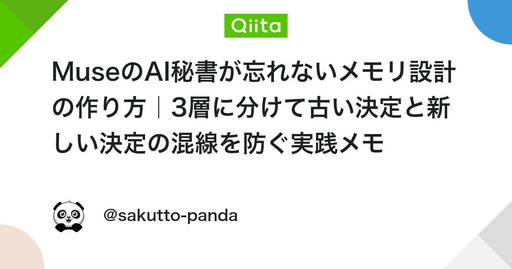 Qiita
MuseのAI秘書が忘れないメモリ設計
の作り方｜3層に分けて古い決定と新
しい決定の混線を防ぐ実践メモ
@sakutto-panda